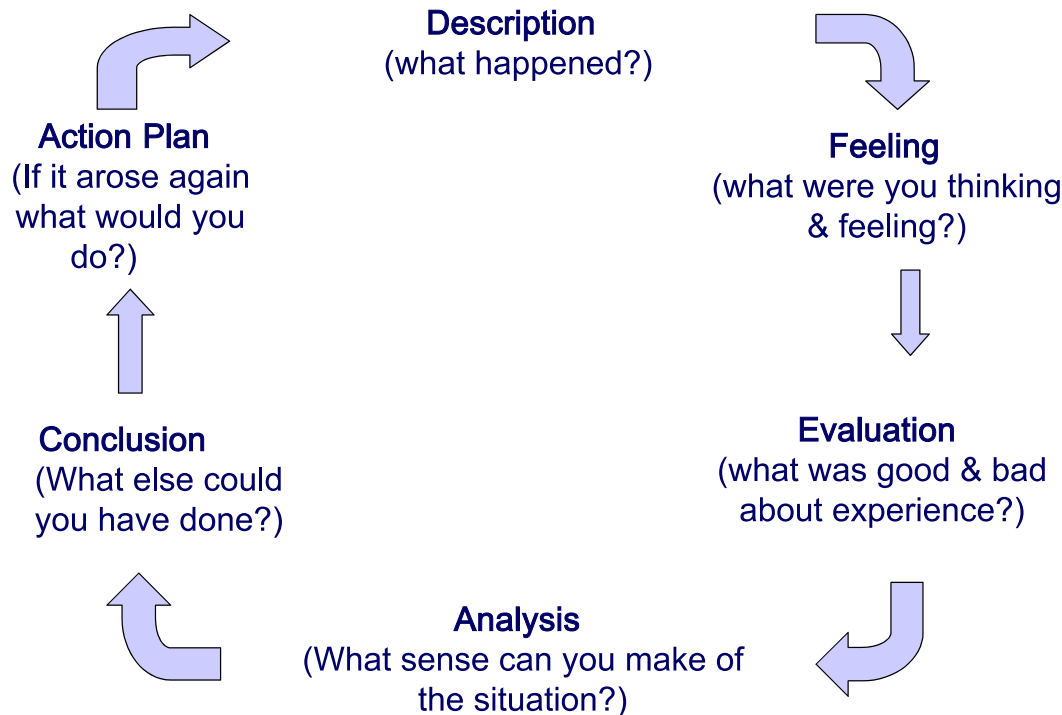 Description
(what happened?)
Feeling
(what were you thinking
& feeling?)
Evaluation
(what was good & bad
about experience?)
Analysis
(What sense can you make of
the situation?)
Conclusion
(What else could
you have done?)
Action Plan
(If it arose again
what would you
do?)